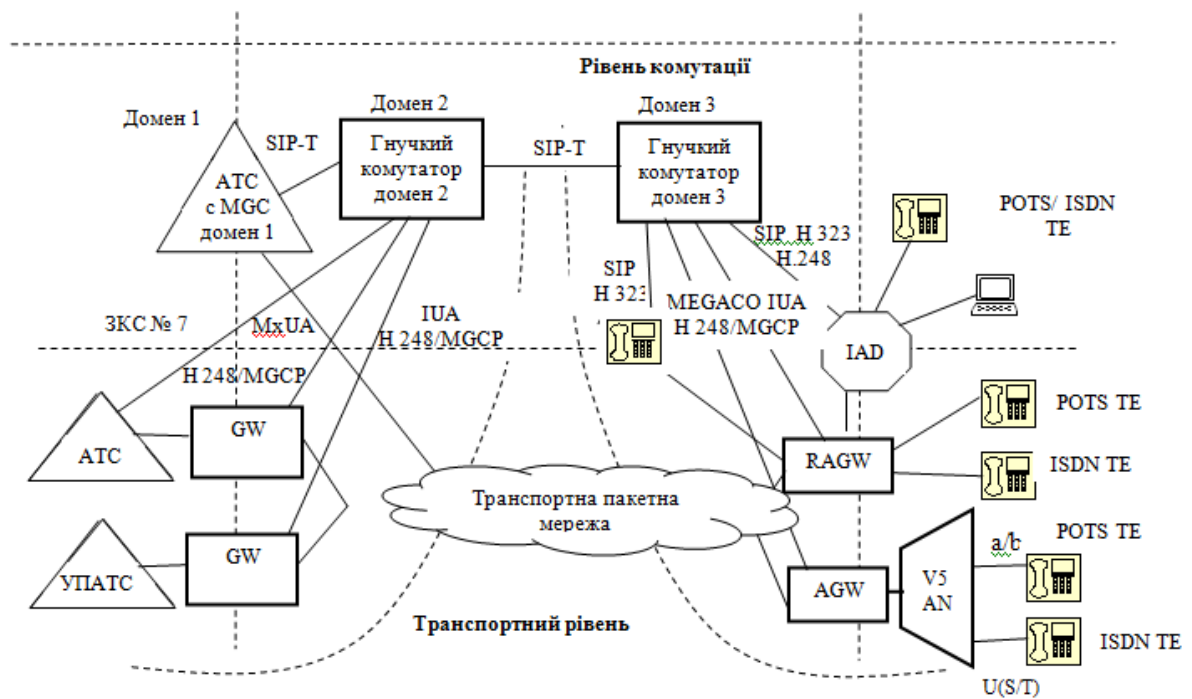 Рівень комутації
Домен 1
Домен 2
Домен 3
SIP-T
Гнучкий
комутатор
домен 2
SIP-T
Гнучкий
комутатор
домен 3
АТС
с MGC
домен 1
POTS/ ISDN
TE
SIP H 323
H.248
SIP
H 323
MEGACO IUA
H 248/MGCP
ЗКС № 7
MxUA
IUA
H 248/MGCP
IAD
H 248/MGCP
GW
АТС
POTS TE
RAGW
ISDN TE
Транспортна пакетна
мережа
GW
УПАТС
POTS TE
a/b
AGW
V5
AN
Транспортний рівень
ISDN TE
U(S/T)